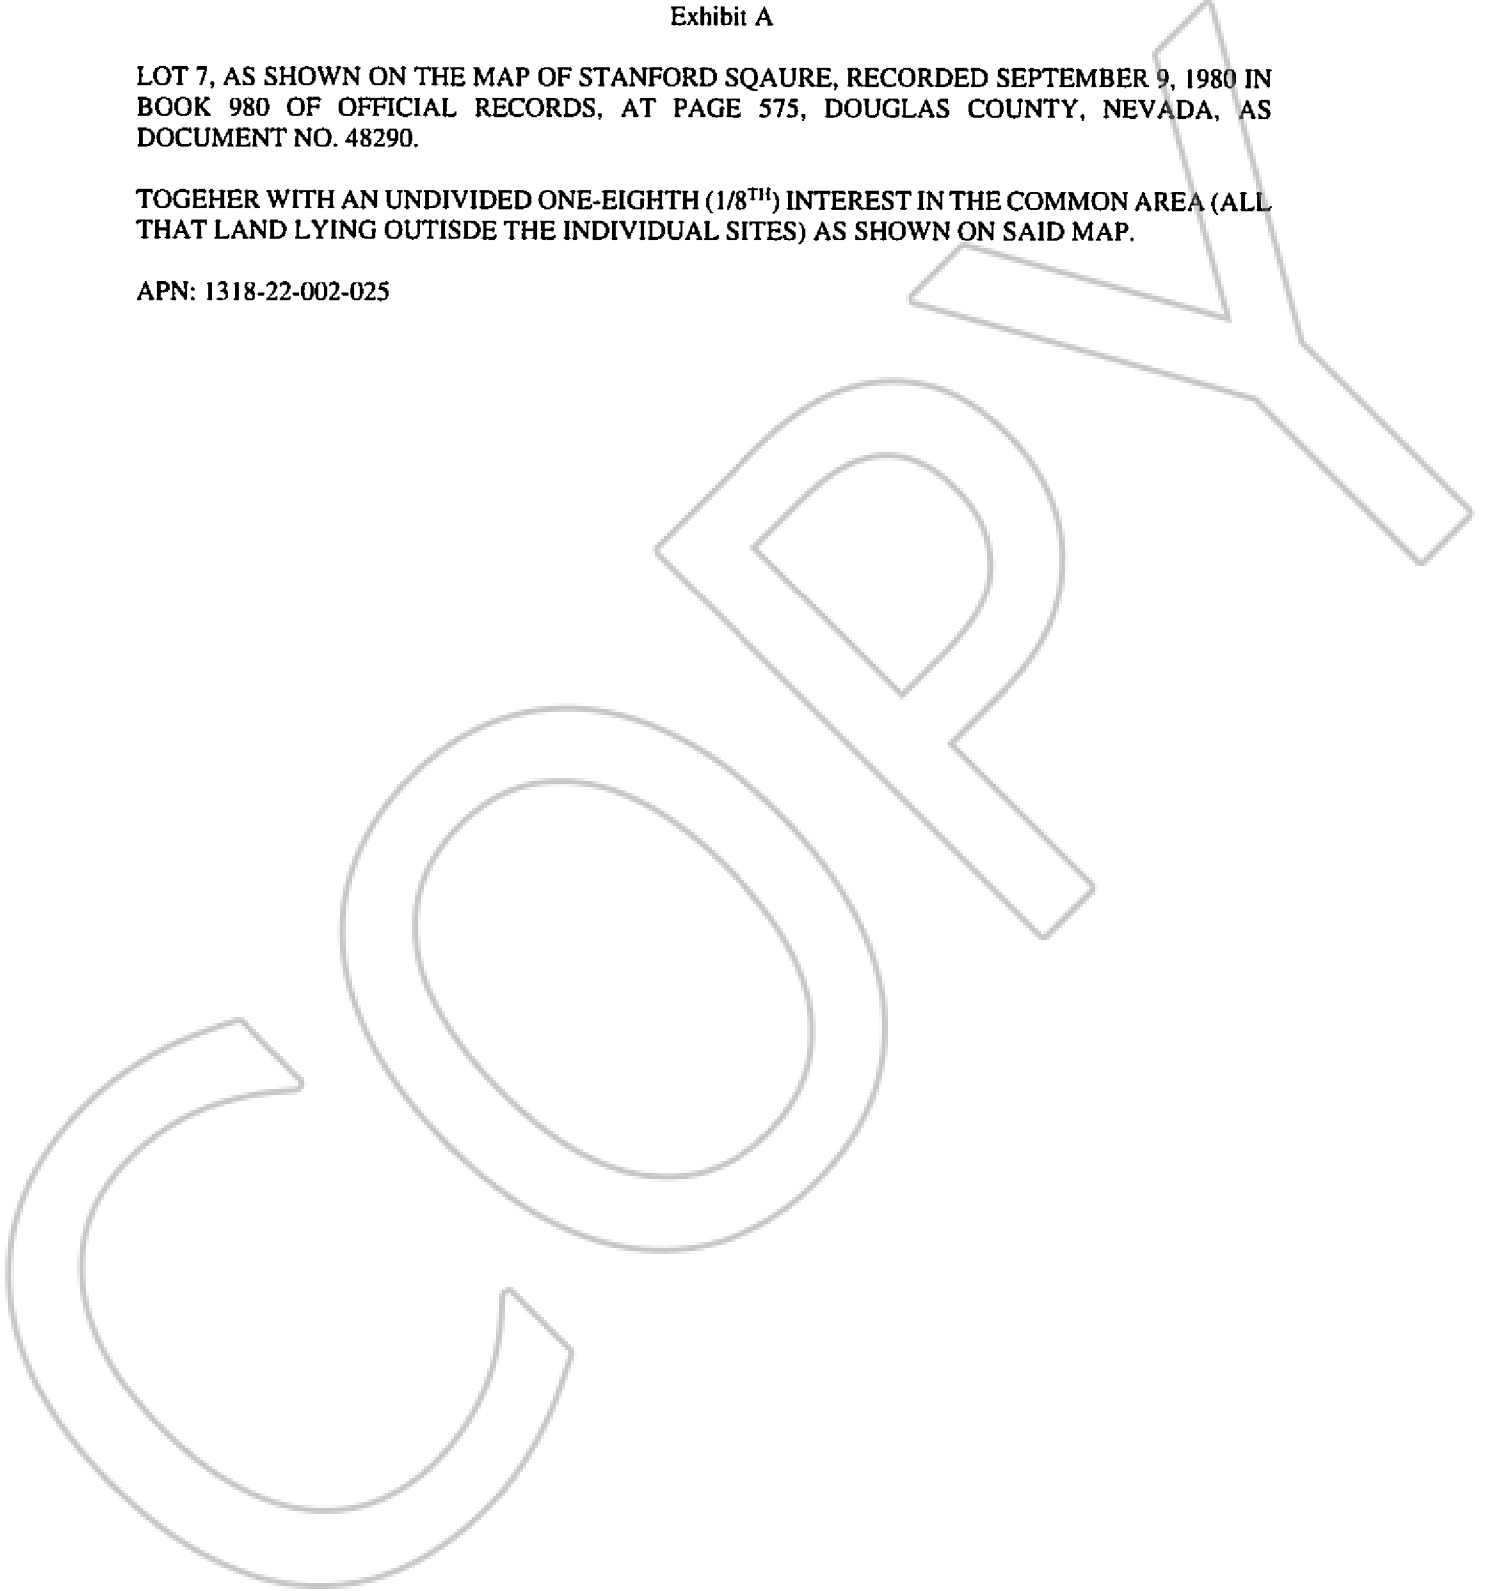 Exhibit A
LOT 7, AS SHOWN ON THE MAP OF STANFORD SQAURE, RECORDED SEPTEMBER 9, 1980 IN
BOOK 980 OF OFFICIAL RECORDS, AT PAGE 575, DOUGLAS COUNTY, NEVADA, AS
DOCUMENT NO. 48290.
TOGEHER WITH AN UNDIVIDED ONE-EIGHTH (1/8TH) INTEREST IN THE COMMON AREA (ALL
THAT LAND LYING OUTISDE THE INDIVIDUAL SITES) AS SHOWN ON SAID MAP.
APN: 1318-22-002-025
COPY